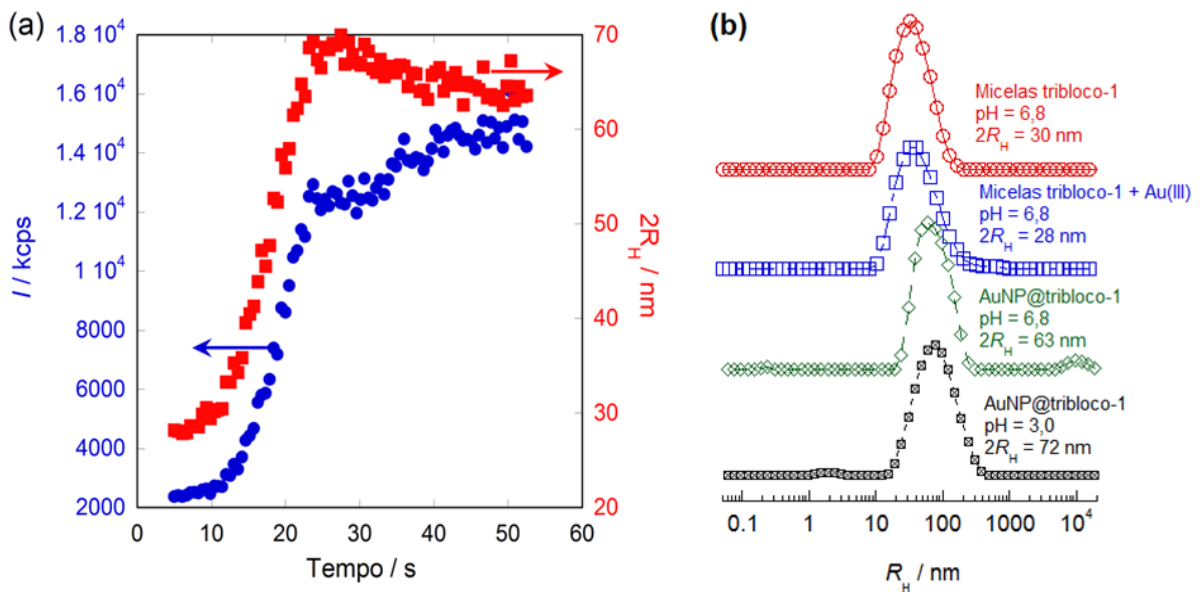 (a)
1.8 10⁴
1.6 10⁴
1.4 10⁴
1.2 10⁴
1 10⁴
8000
6000
4000
2000
I / kcps
70
60
50
40
30
20
2R_H / nm
0 10 20 30 40 50 60
Tempo / s
(b)
Micelas tribloco-1
pH = 6,8
2R_H = 30 nm
Micelas tribloco-1 + Au(III)
pH = 6,8
2R_H = 28 nm
AuNP@tribloco-1
pH = 6,8
2R_H = 63 nm
AuNP@tribloco-1
pH = 3,0
2R_H = 72 nm
0.1 1 10 100 1000 10⁴
R_H / nm